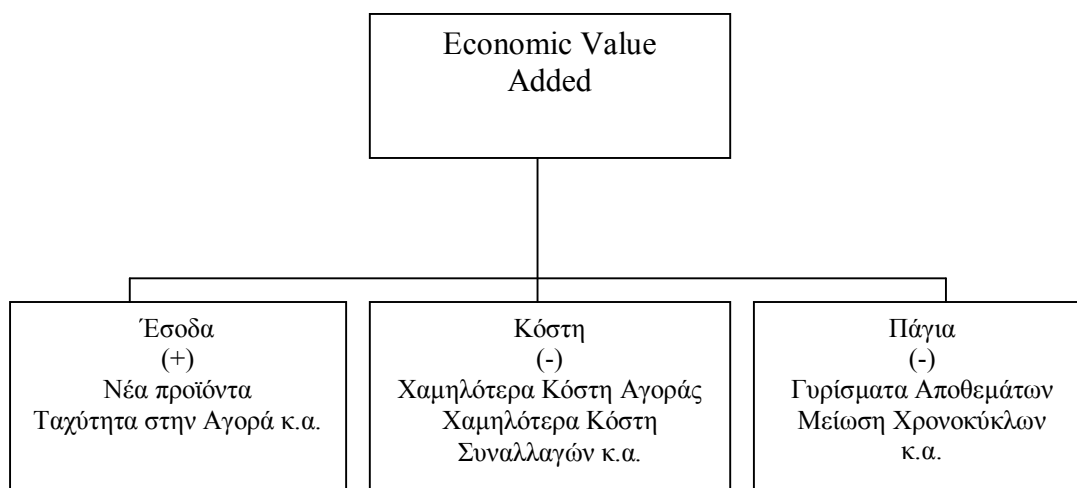 Economic Value
Added
Έσοδα
(+)
Νέα προϊόντα
Ταχύτητα στην Αγορά κ.α.
Κόστη
(-)
Χαμηλότερα Κόστη Αγοράς
Χαμηλότερα Κόστη
Συναλλαγών κ.α.
Πάγια
(-)
Γυρίσματα Αποθεμάτων
Μείωση Χρονοκύκλων
κ.α.